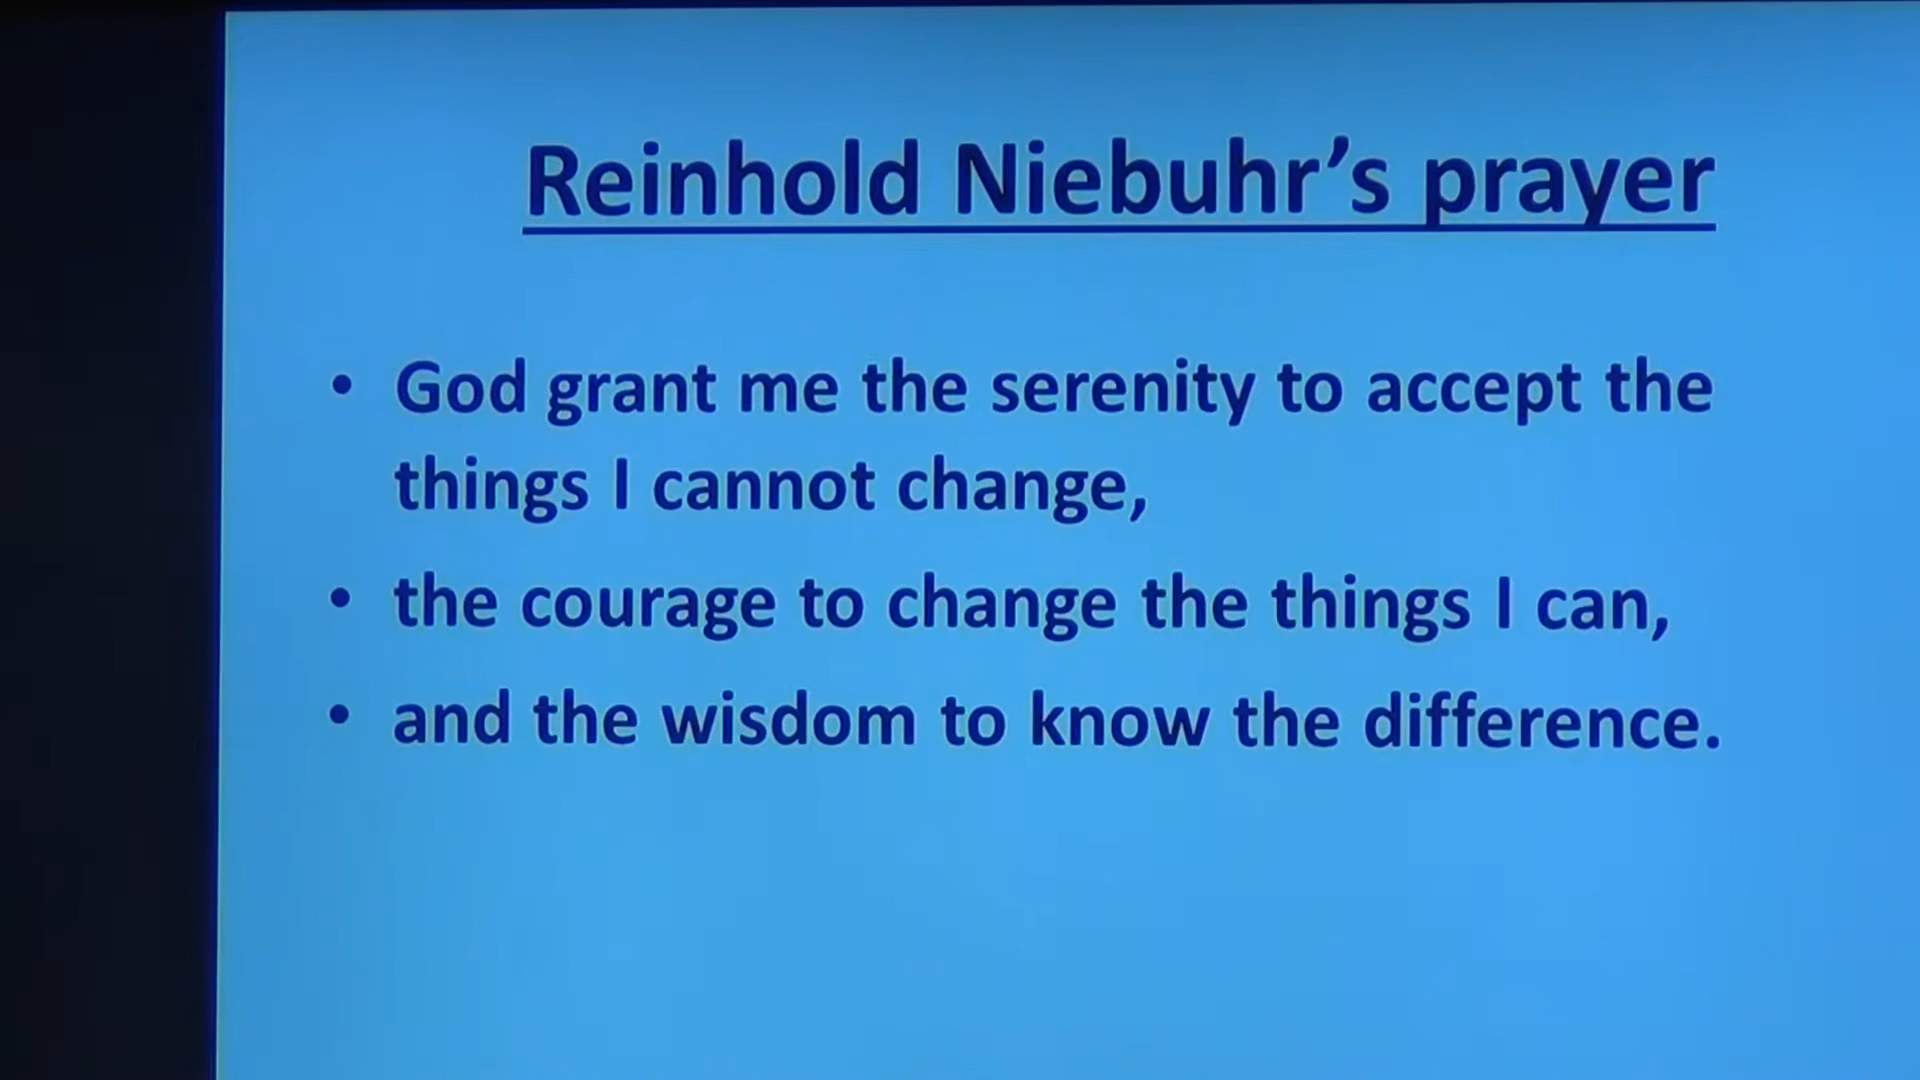 Reinhold Niebuhr’s prayer
• God grant me the serenity to accept the
things I cannot change,
• the courage to change the things I can,
• and the wisdom to know the difference.